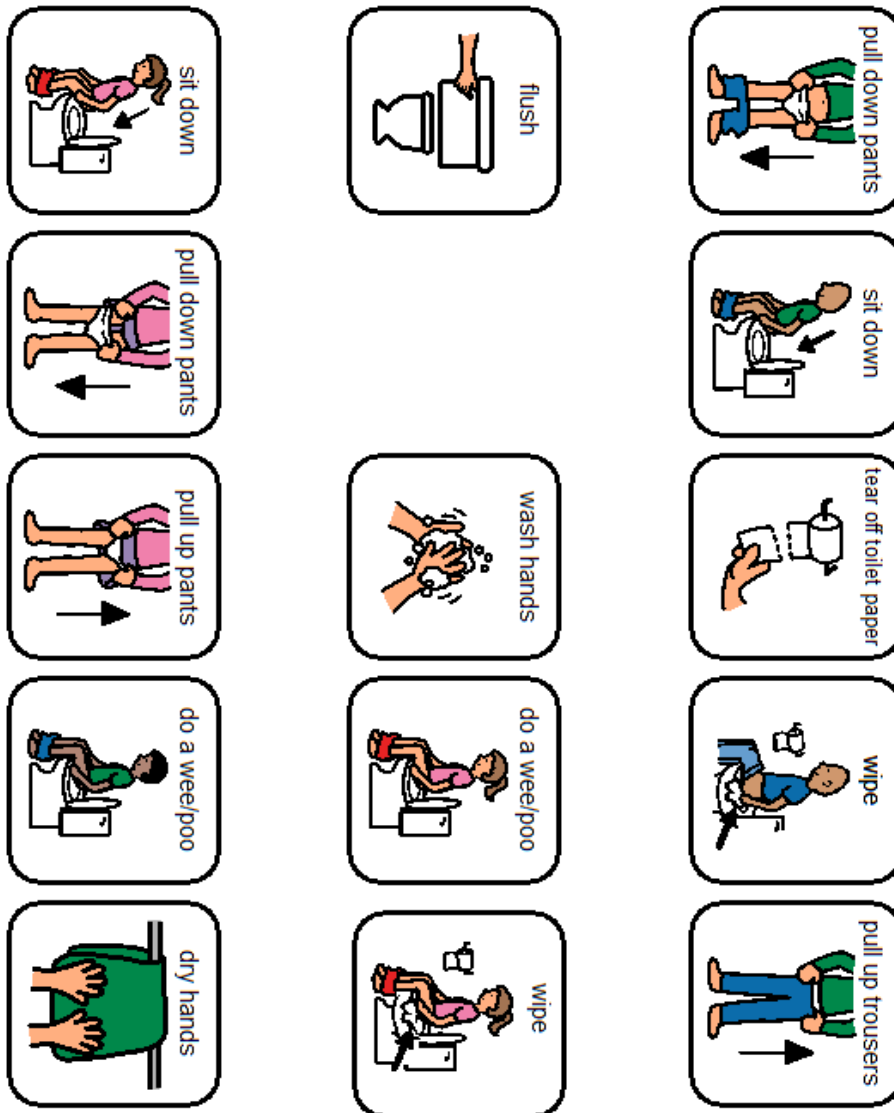 pull down pants
sit down
tear off toilet paper
wipe
pull up trousers
flush
wash hands
do a wee/poo
wipe
sit down
pull down pants
pull up pants
do a wee/poo
dry hands